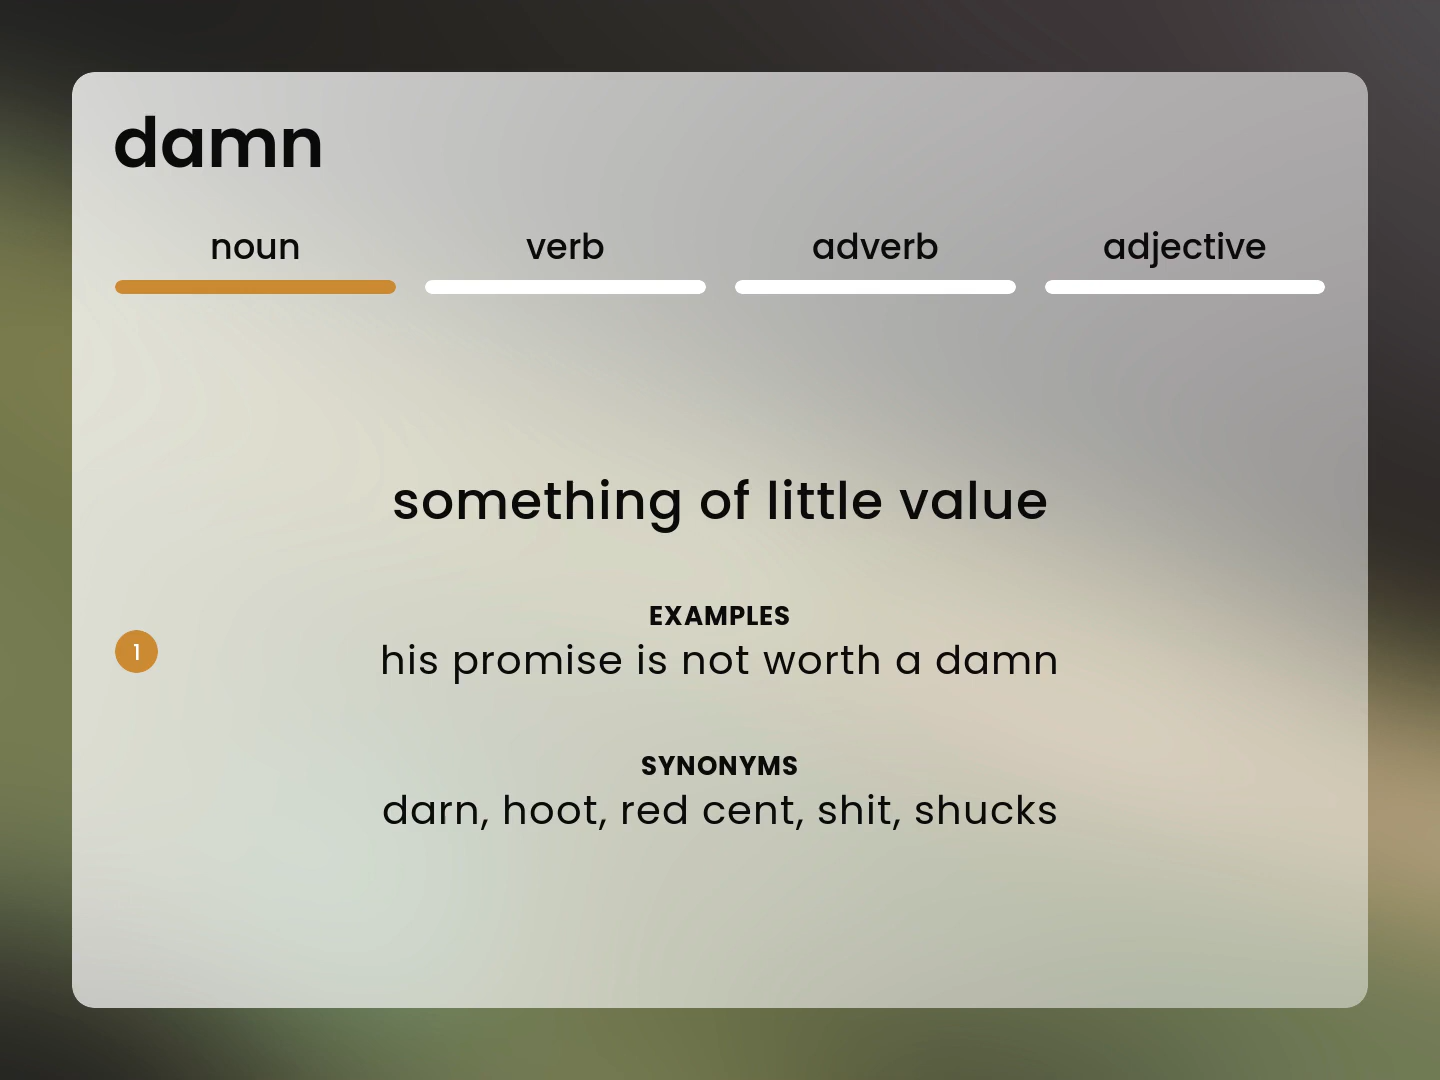 damn
noun verb adverb adjective
something of little value
EXAMPLES
1
his promise is not worth a damn
SYNONYMS
darn, hoot, red cent, shit, shucks